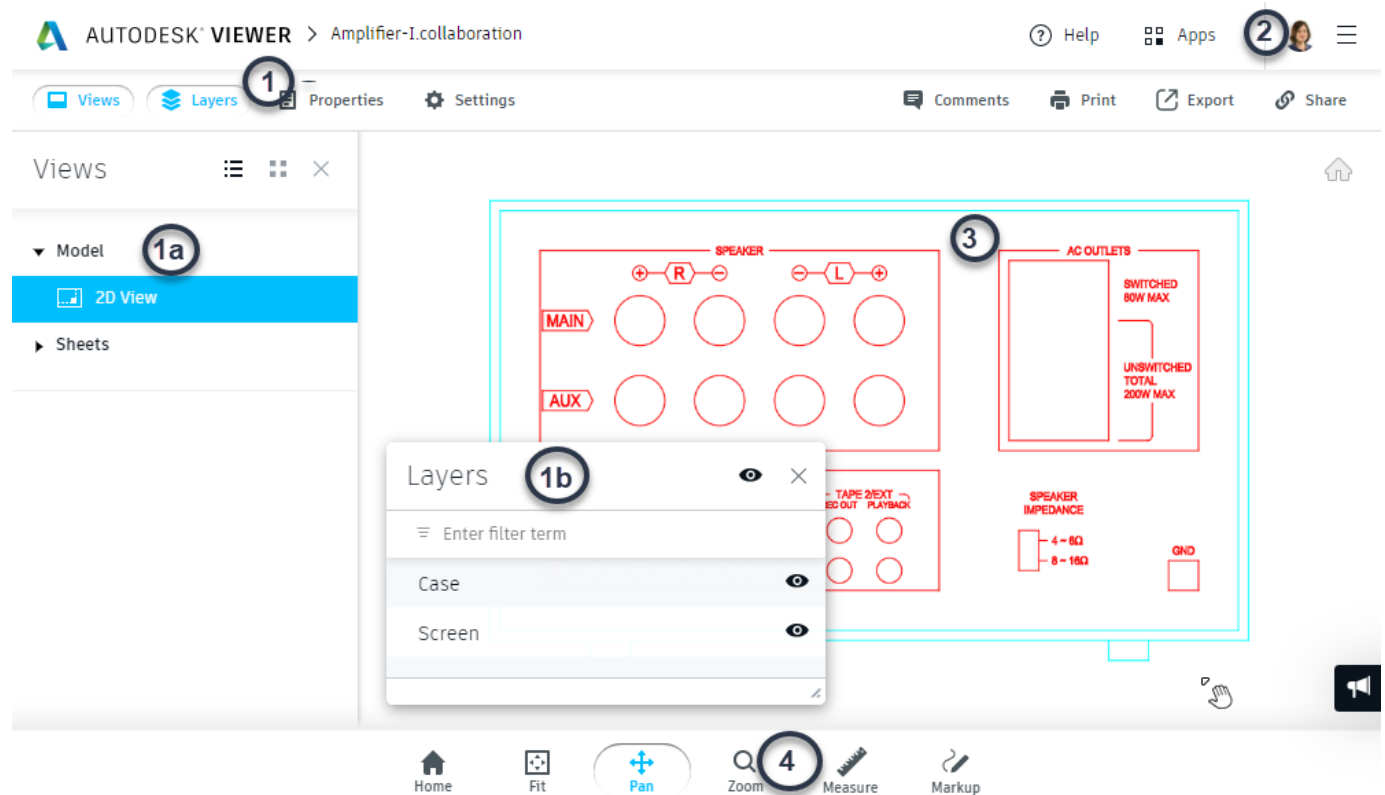 AUTODESK® VIEWER > Amplifier-I.collaboration
Help
Apps
2
Views
Layers
1
Properties
Settings
Comments
Print
Export
Share
Views
Model
1a
2D View
Sheets
3
SPEAKER
R
L
MAIN
AUX
AC OUTLETS
SWITCHED
80W MAX
UNSWITCHED
TOTAL
200W MAX
TAPE 2/EXT
EC OUT PLAYBACK
SPEAKER
IMPEDANCE
4~6Ω
8~16Ω
GND
Layers
1b
Enter filter term
Case
Screen
Home
Fit
Pan
Zoom
4
Measure
Markup